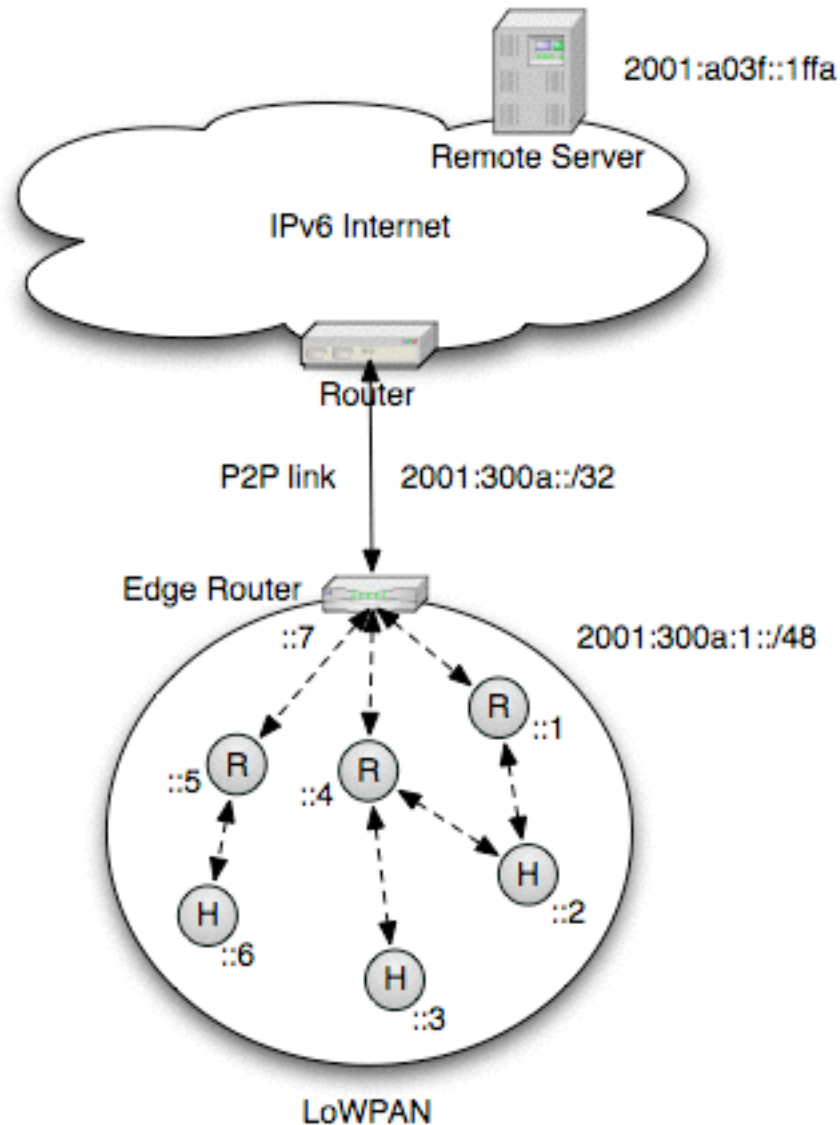 2001:a03f::1ffa
Remote Server
IPv6 Internet
Router
P2P link
2001:300a::/32
Edge Router
::7
2001:300a:1::/48
R
::1
R
::5
R
::4
H
::2
H
::6
H
::3
LoWPAN